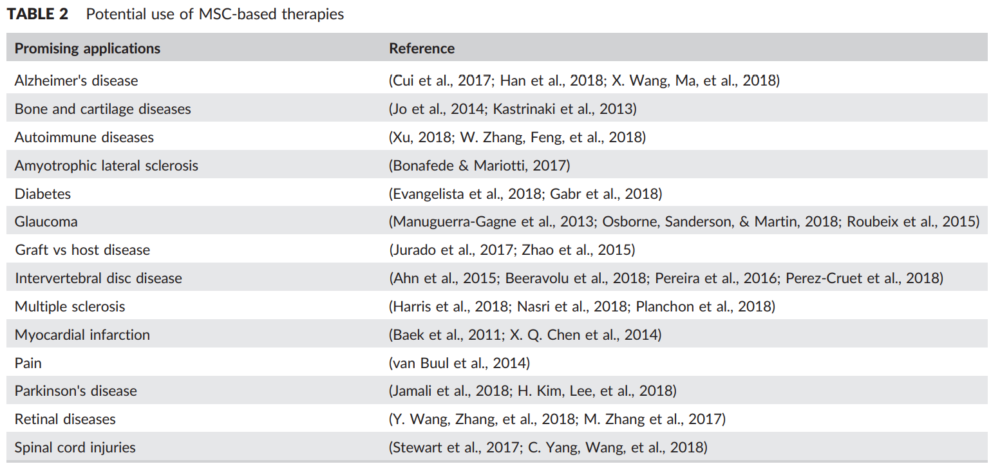 TABLE 2 Potential use of MSC-based therapies
Promising applications Reference
Alzheimer's disease (Cui et al., 2017; Han et al., 2018; X. Wang, Ma, et al., 2018)
Bone and cartilage diseases (Jo et al., 2014; Kastrinaki et al., 2013)
Autoimmune diseases (Xu, 2018; W. Zhang, Feng, et al., 2018)
Amyotrophic lateral sclerosis (Bonafede & Mariotti, 2017)
Diabetes (Evangelista et al., 2018; Gabr et al., 2018)
Glaucoma (Manuguerra-Gagne et al., 2013; Osborne, Sanderson, & Martin, 2018; Roubeix et al., 2015)
Graft vs host disease (Jurado et al., 2017; Zhao et al., 2015)
Intervertebral disc disease (Ahn et al., 2015; Beeravolu et al., 2018; Pereira et al., 2016; Perez-Cruet et al., 2018)
Multiple sclerosis (Harris et al., 2018; Nasri et al., 2018; Planchon et al., 2018)
Myocardial infarction (Baek et al., 2011; X. Q. Chen et al., 2014)
Pain (van Buul et al., 2014)
Parkinson's disease (Jamali et al., 2018; H. Kim, Lee, et al., 2018)
Retinal diseases (Y. Wang, Zhang, et al., 2018; M. Zhang et al., 2017)
Spinal cord injuries (Stewart et al., 2017; C. Yang, Wang, et al., 2018)